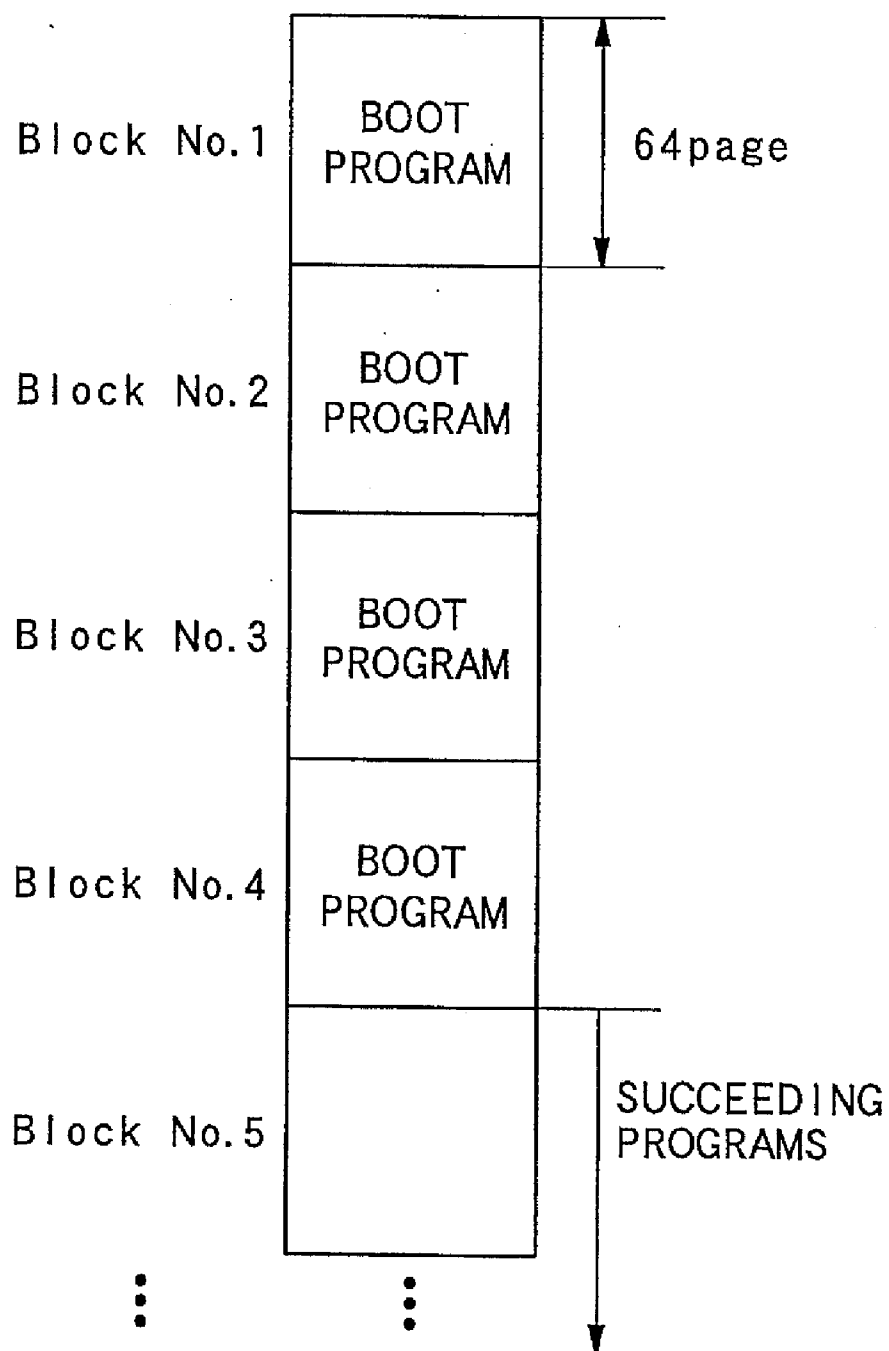 Block No.1
BOOT
PROGRAM
64page
Block No.2
BOOT
PROGRAM
Block No.3
BOOT
PROGRAM
Block No.4
BOOT
PROGRAM
Block No.5
SUCCEEDING
PROGRAMS